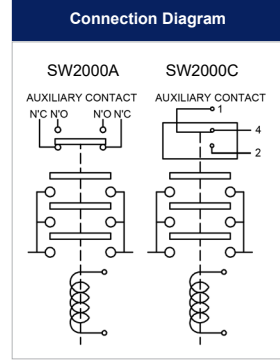 Connection Diagram
SW2000A SW2000C
AUXILIARY CONTACT AUXILIARY CONTACT
N'C N'O N'O N'C
1
4
2